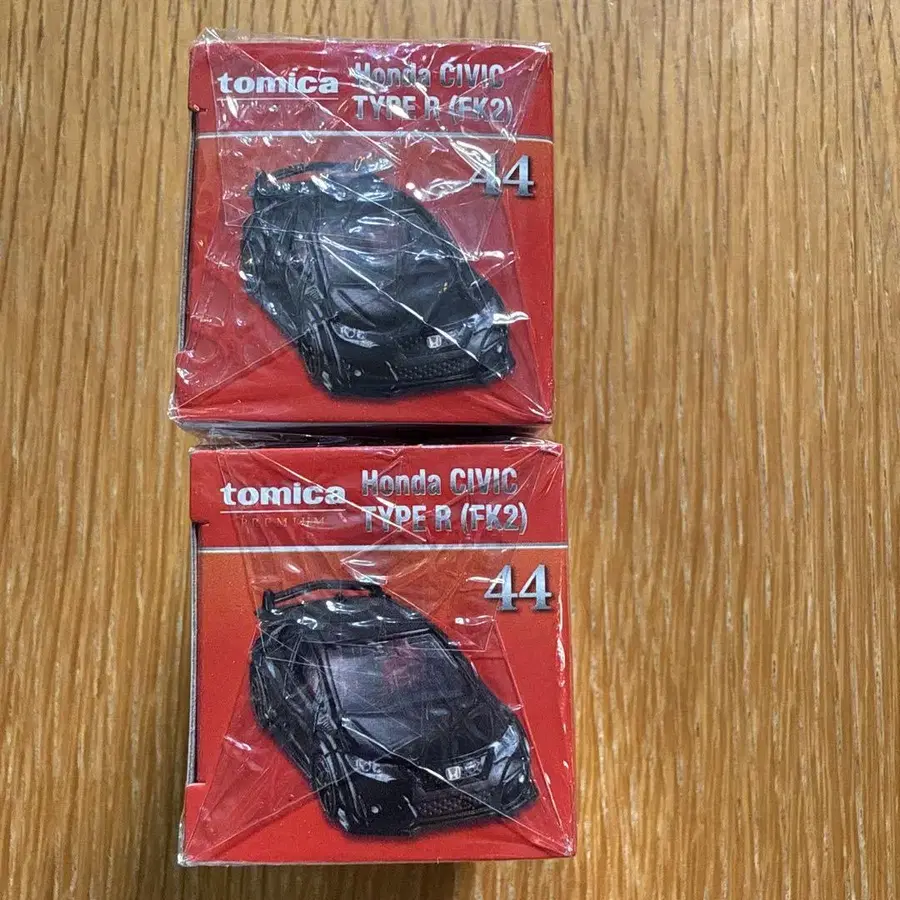 tomica
Honda CIVIC
TYPE R (FK2)
44
tomica
PREMIUM
Honda CIVIC
TYPE R (FK2)
44